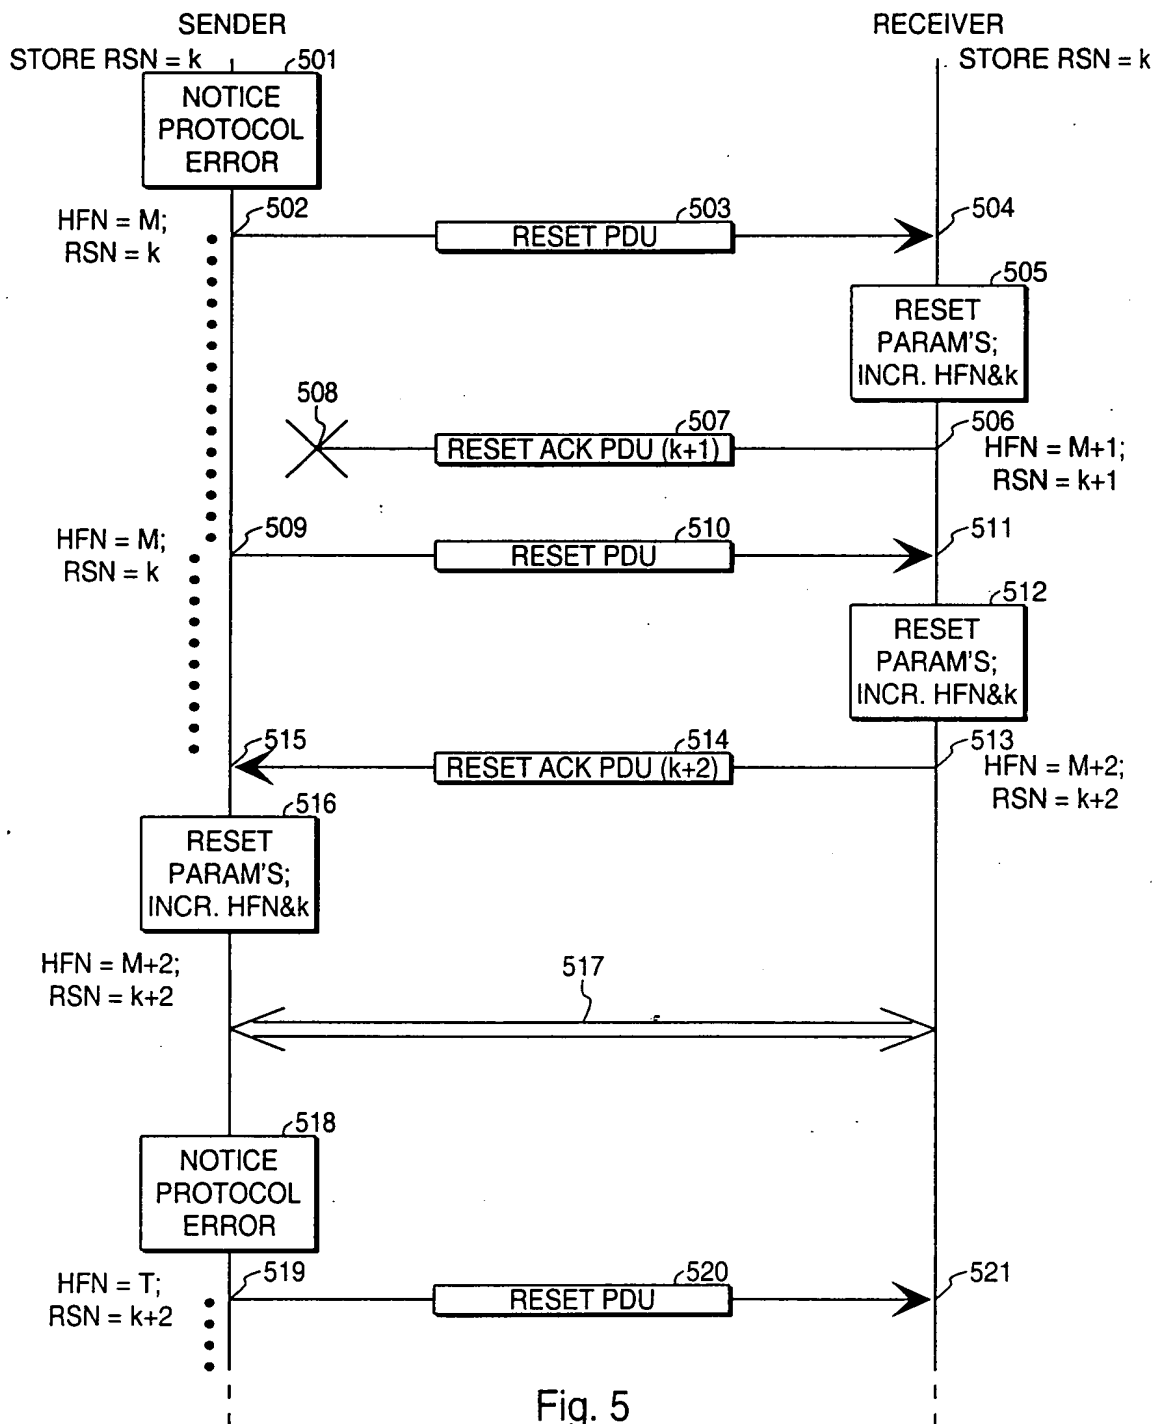 SENDER
RECEIVER
STORE RSN = k
501
STORE RSN = k
NOTICE
PROTOCOL
ERROR
HFN = M;
RSN = k
502
503
RESET PDU
504
505
RESET
PARAM'S;
INCR. HFN&k
508
507
RESET ACK PDU (k+1)
506
HFN = M+1;
RSN = k+1
HFN = M;
RSN = k
509
510
RESET PDU
511
512
RESET
PARAM'S;
INCR. HFN&k
515
514
RESET ACK PDU (k+2)
513
HFN = M+2;
RSN = k+2
516
RESET
PARAM'S;
INCR. HFN&k
HFN = M+2;
RSN = k+2
517
518
NOTICE
PROTOCOL
ERROR
HFN = T;
RSN = k+2
519
520
RESET PDU
521
Fig. 5